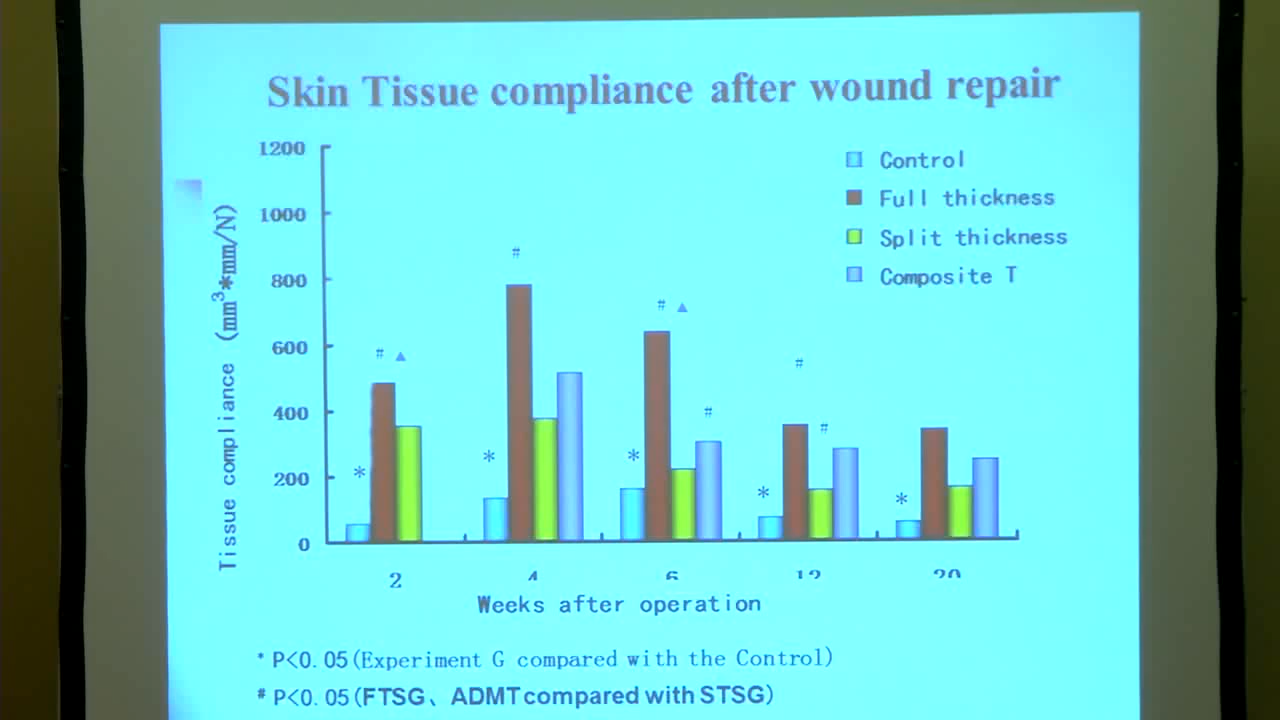 Skin Tissue compliance after wound repair
1200
1000
800
600
400
200
0
Tissue compliance (mm³*mm/N)
Control
Full thickness
Split thickness
Composite T
# ▲
*
#
*
# ▲
#
*
#
#
*
*
2
4
6
12
20
Weeks after operation
* P<0.05(Experiment G compared with the Control)
# P<0.05(FTSG、ADMT compared with STSG)